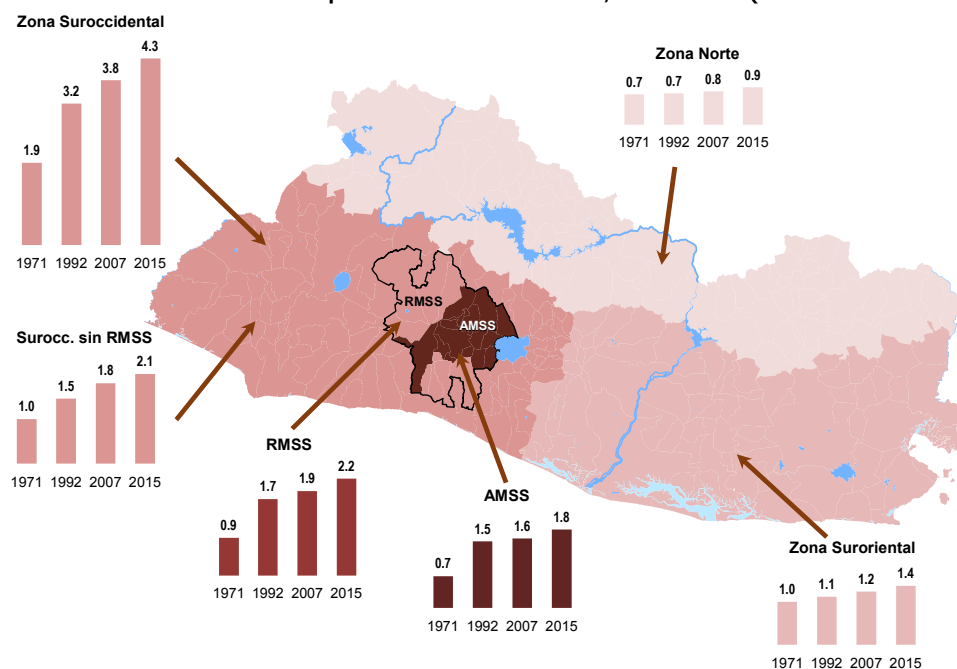 Zona Suroccidental
1.9 3.2 3.8 4.3
1971 1992 2007 2015
Zona Norte
0.7 0.7 0.8 0.9
1971 1992 2007 2015
RMSS
AMSS
Surocc. sin RMSS
1.0 1.5 1.8 2.1
1971 1992 2007 2015
RMSS
0.9 1.7 1.9 2.2
1971 1992 2007 2015
AMSS
0.7 1.5 1.6 1.8
1971 1992 2007 2015
Zona Suroriental
1.0 1.1 1.2 1.4
1971 1992 2007 2015